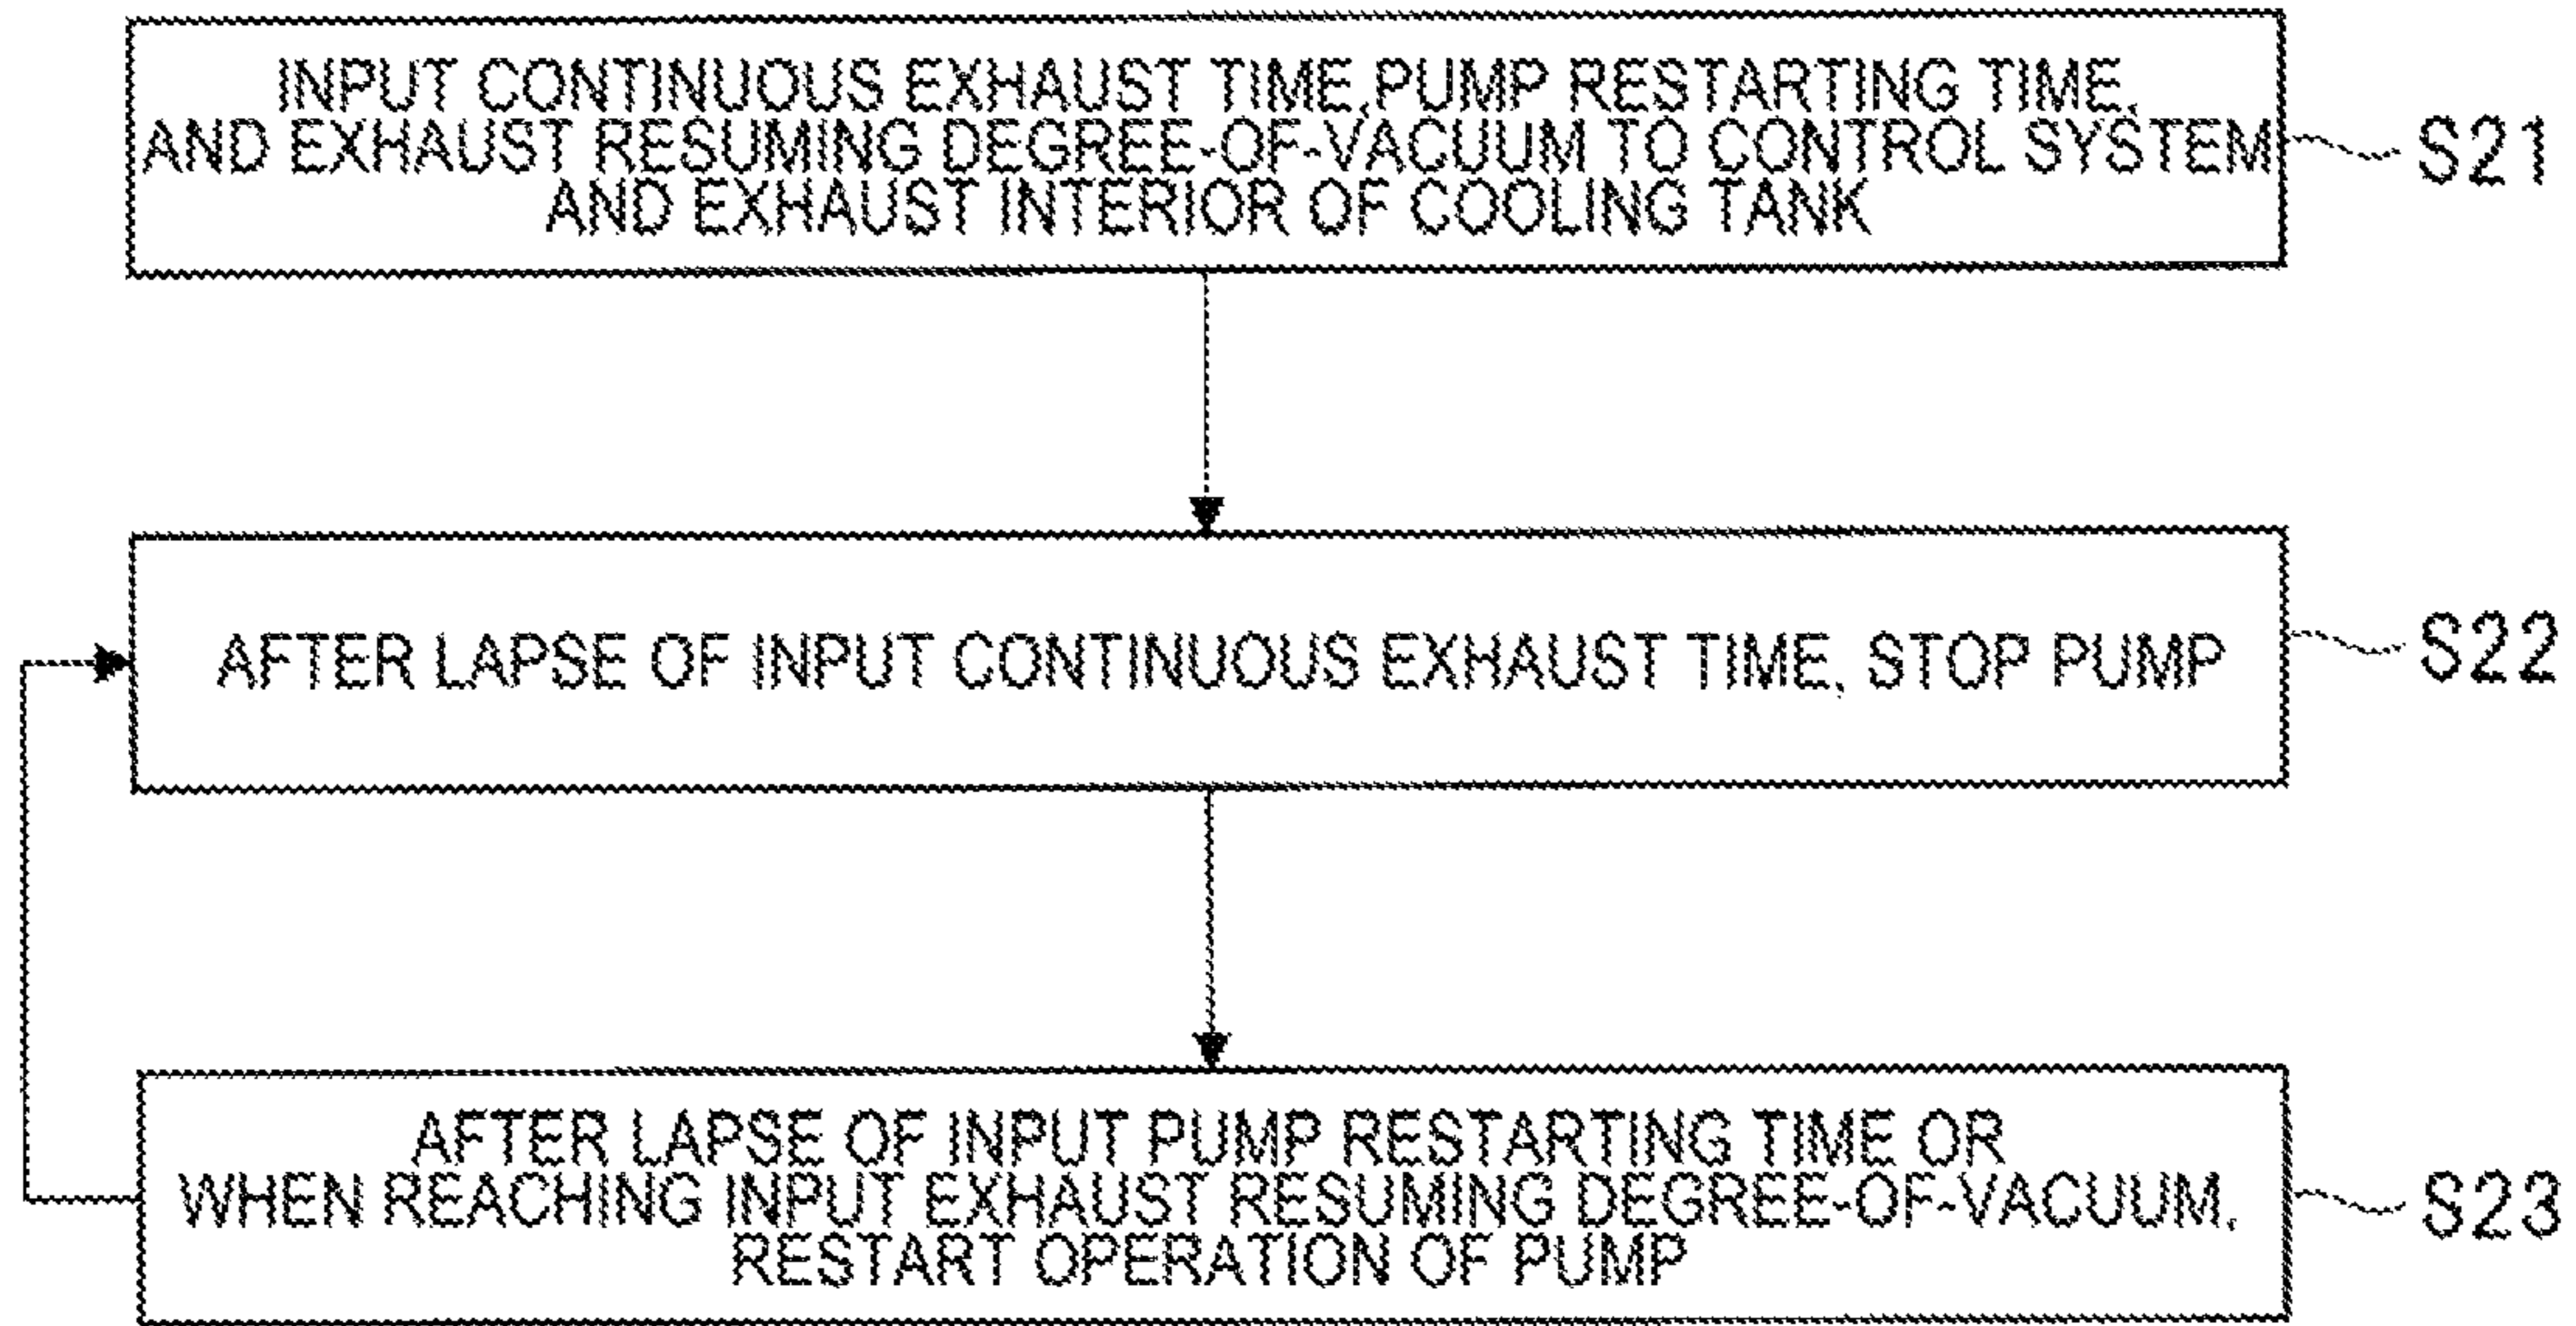 INPUT CONTINUOUS EXHAUST TIME,PUMP RESTARTING TIME,
AND EXHAUST RESUMING DEGREE-OF-VACUUM TO CONTROL SYSTEM
AND EXHAUST INTERIOR OF COOLING TANK
S21
AFTER LAPSE OF INPUT CONTINUOUS EXHAUST TIME, STOP PUMP
S22
AFTER LAPSE OF INPUT PUMP RESTARTING TIME OR
WHEN REACHING INPUT EXHAUST RESUMING DEGREE-OF-VACUUM,
RESTART OPERATION OF PUMP
S23